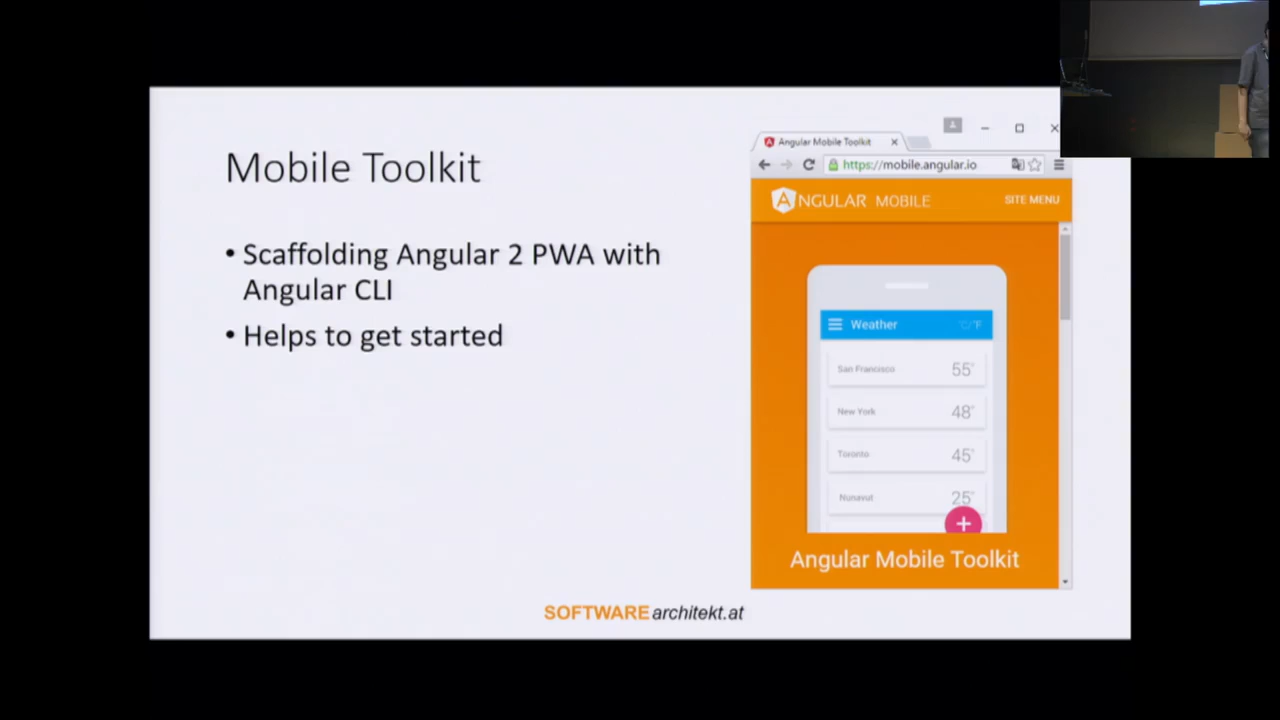 Mobile Toolkit
• Scaffolding Angular 2 PWA with
Angular CLI
• Helps to get started
Angular Mobile Toolkit
https://mobile.angular.io
ANGULAR MOBILE
SITE MENU
Weather
°C/°F
San Francisco
55°
New York
48°
Toronto
45°
Nunavut
25°
+
Angular Mobile Toolkit
SOFTWAREarchitekt.at